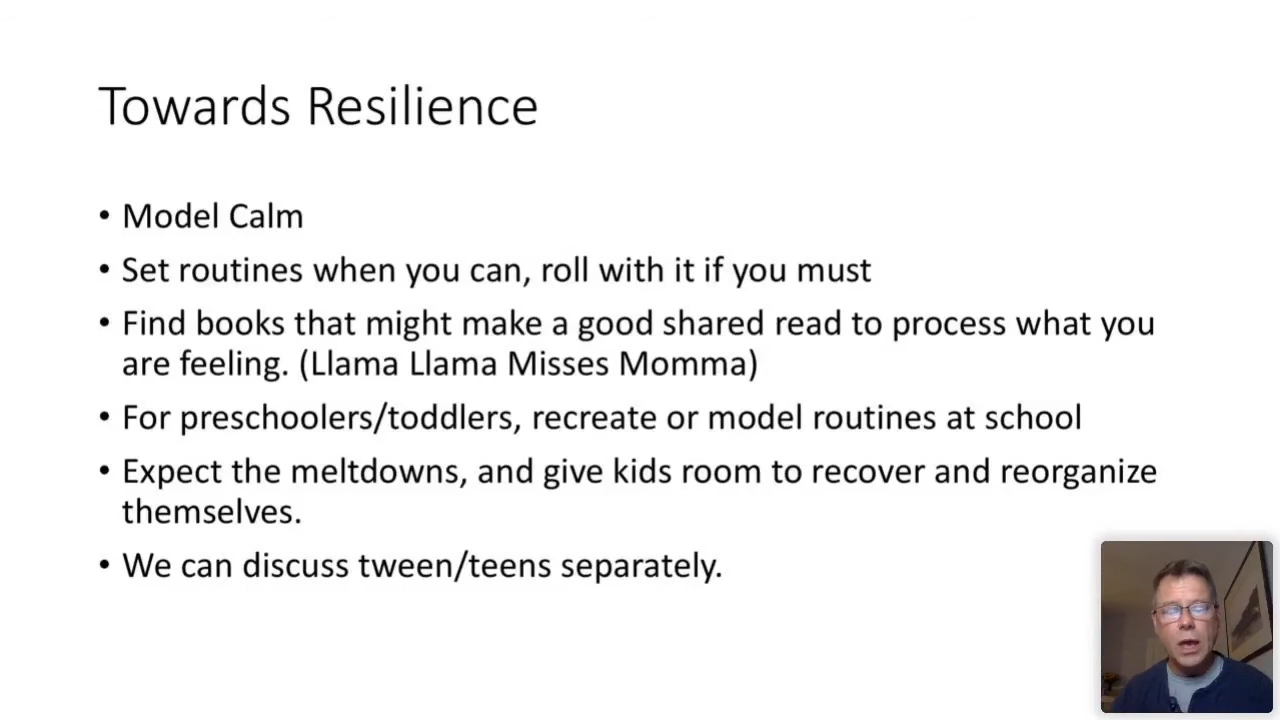 Towards Resilience
• Model Calm
• Set routines when you can, roll with it if you must
• Find books that might make a good shared read to process what you
are feeling. (Llama Llama Misses Momma)
• For preschoolers/toddlers, recreate or model routines at school
• Expect the meltdowns, and give kids room to recover and reorganize
themselves.
• We can discuss tween/teens separately.